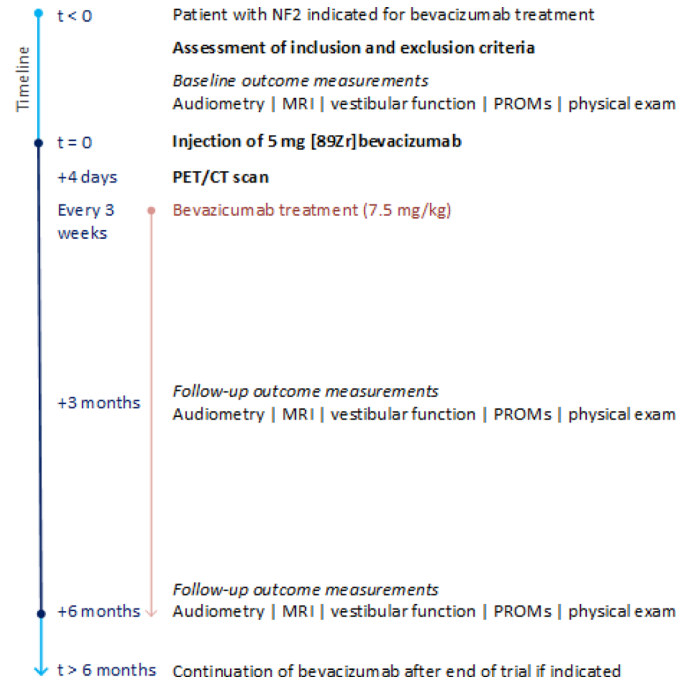 Timeline
t < 0 Patient with NF2 indicated for bevacizumab treatment
Assessment of inclusion and exclusion criteria
Baseline outcome measurements
Audiometry | MRI | vestibular function | PROMs | physical exam
t = 0 Injection of 5 mg [89Zr]bevacizumab
+4 days PET/CT scan
Every 3 weeks Bevazicumab treatment (7.5 mg/kg)
Follow-up outcome measurements
+3 months Audiometry | MRI | vestibular function | PROMs | physical exam
Follow-up outcome measurements
+6 months Audiometry | MRI | vestibular function | PROMs | physical exam
t > 6 months Continuation of bevacizumab after end of trial if indicated